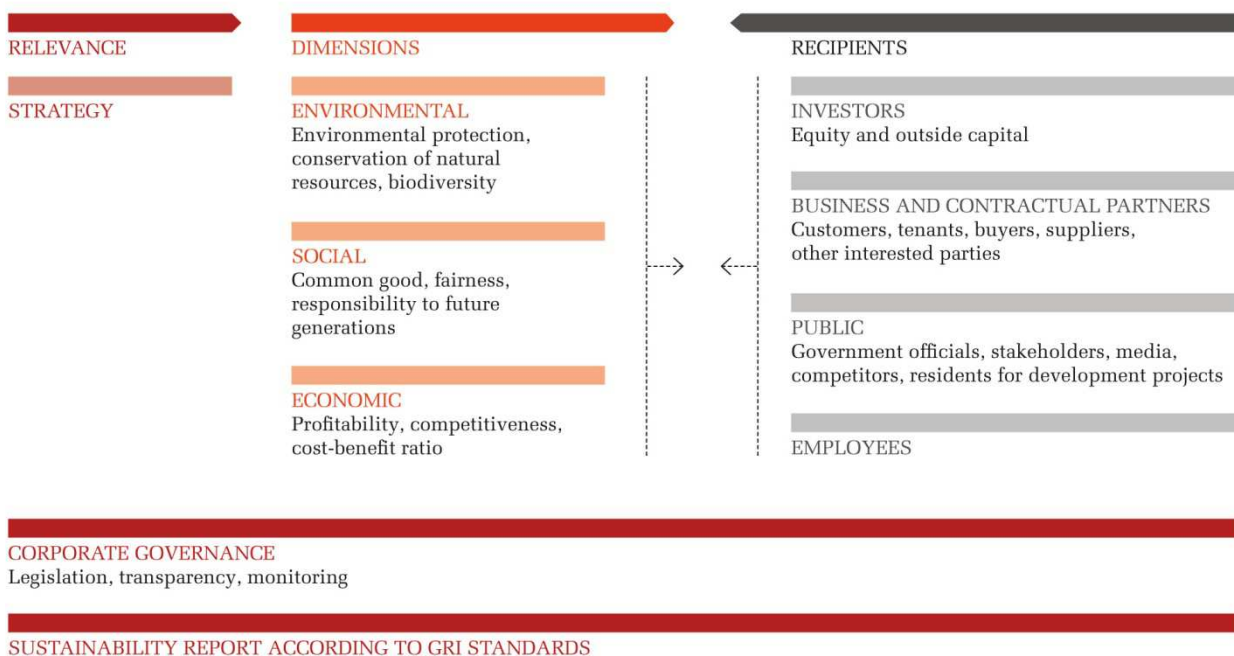 RELEVANCE
STRATEGY
DIMENSIONS
ENVIRONMENTAL
Environmental protection,
conservation of natural
resources, biodiversity
SOCIAL
Common good, fairness,
responsibility to future
generations
ECONOMIC
Profitability, competitiveness,
cost-benefit ratio
RECIPIENTS
INVESTORS
Equity and outside capital
BUSINESS AND CONTRACTUAL PARTNERS
Customers, tenants, buyers, suppliers,
other interested parties
PUBLIC
Government officials, stakeholders, media,
competitors, residents for development projects
EMPLOYEES
CORPORATE GOVERNANCE
Legislation, transparency, monitoring
SUSTAINABILITY REPORT ACCORDING TO GRI STANDARDS